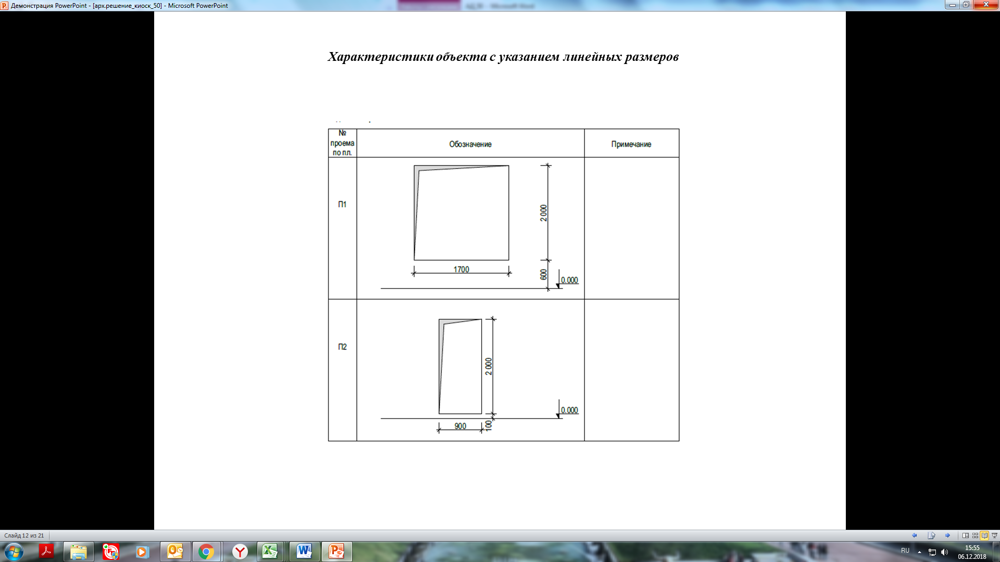 Демонстрация PowerPoint - [арх.решение_киоск_50] - Microsoft PowerPoint
Характеристики объекта с указанием линейных размеров
№
проема
по пл.
Обозначение
Примечание
П1
2 000
1700
600
0.000
П2
2 000
0.000
900
100
Слайд 12 из 21
RU
15:55
06.12.2018